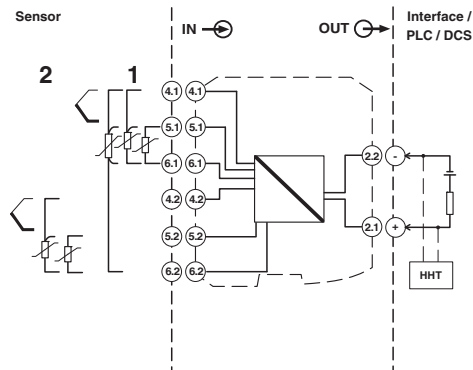 Sensor
IN
OUT
Interface /
PLC / DCS
2 1
4.1 4.1
5.1 5.1
6.1 6.1
2.2 -
4.2 4.2
5.2 5.2
2.1 +
6.2 6.2
HHT